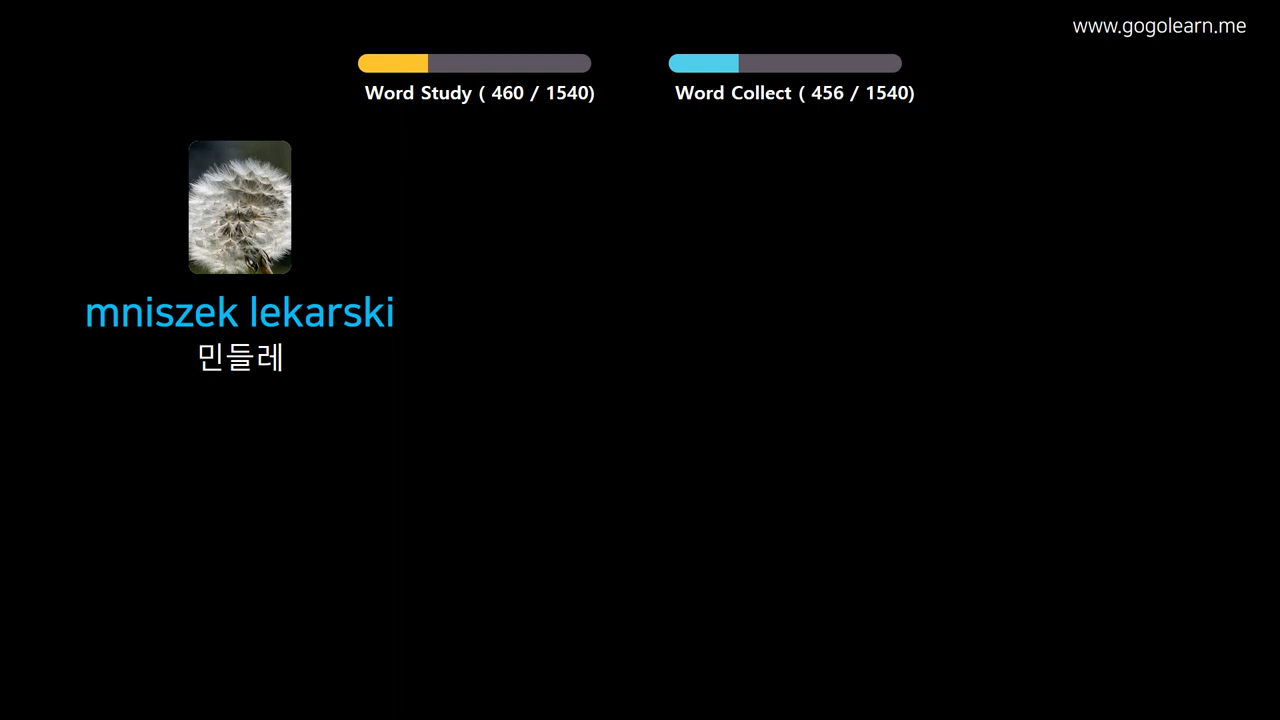 www.gogolearn.me
Word Study ( 460 / 1540)
Word Collect ( 456 / 1540)
mniszek lekarski
민들레